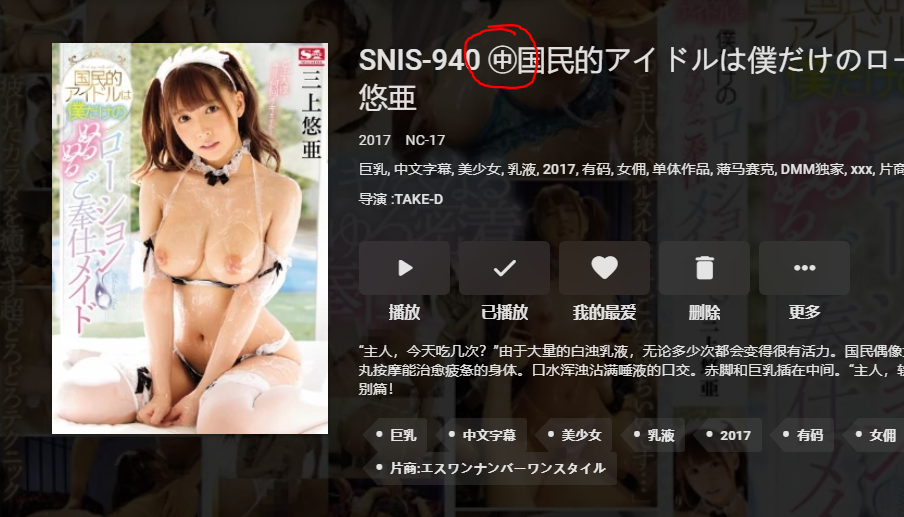 SNIS-940 ㊥国民的アイドルは僕だけのロー
悠亜
2017 NC-17
巨乳, 中文字幕, 美少女, 乳液, 2017, 有码, 女佣, 单体作品, 薄马赛克, DMM独家, xxx, 片商
导演 :TAKE-D
播放
已播放
我的最爱
删除
更多
“主人，今天吃几次？”由于大量的白浊乳液，无论多少次都会变得很有活力。国民偶像
丸按摩能治愈疲惫的身体。口水浑浊沾满唾液的口交。赤脚和巨乳插在中间。“主人，
别篇！
巨乳
中文字幕
美少女
乳液
2017
有码
女佣
片商:エスワンナンバーワンスタイル
国民的
アイドルは
僕だけの
ぬるぬる
ローション
ご奉仕メイド
三上悠亜
S1